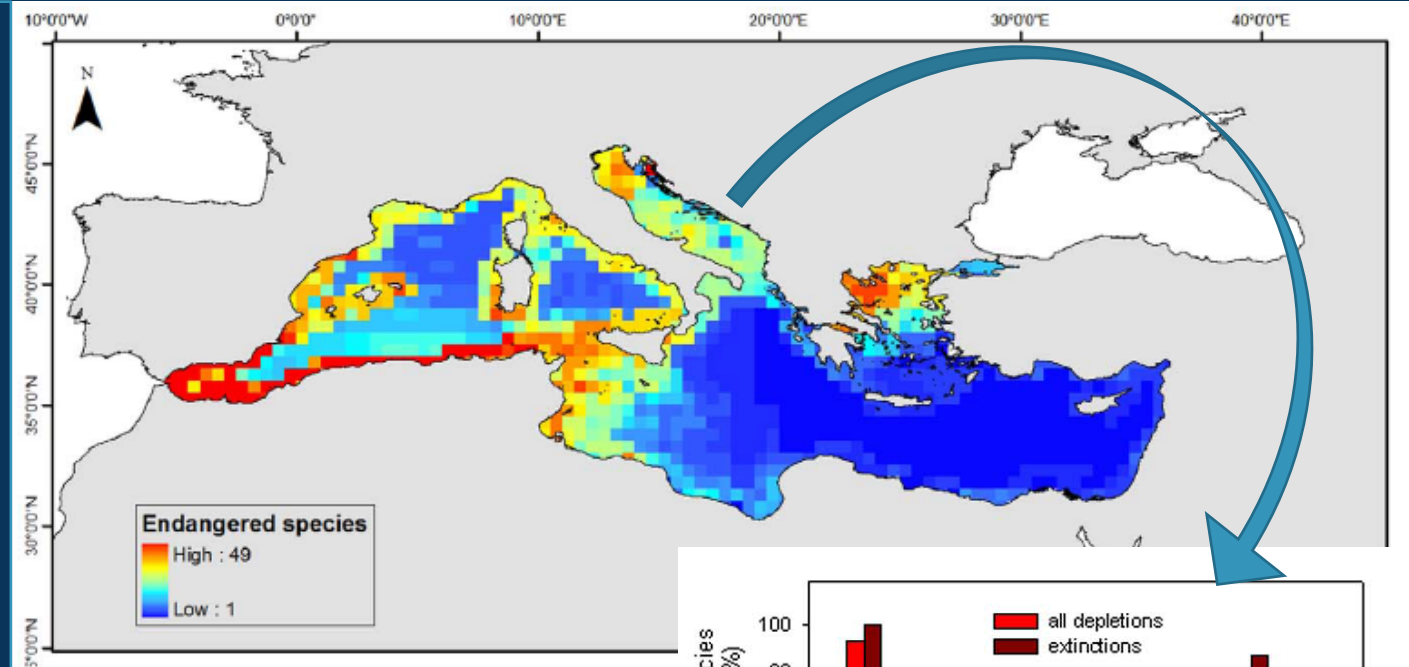 10°0'0"W 0°0'0" 10°0'0"E 20°0'0"E 30°0'0"E 40°0'0"E
N
45°0'0"N
40°0'0"N
35°0'0"N
30°0'0"N
Endangered species
High : 49
Low : 1
100
all depletions
extinctions